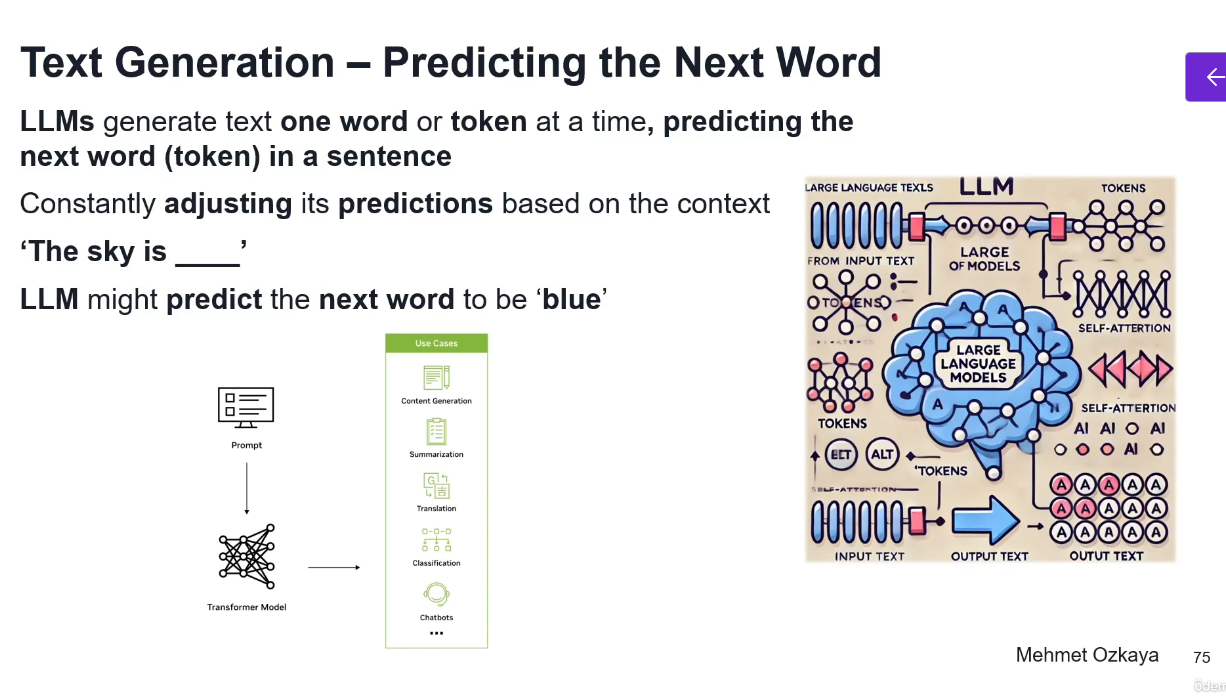 Text Generation – Predicting the Next Word
LLMs generate text one word or token at a time, predicting the
next word (token) in a sentence
Constantly adjusting its predictions based on the context
‘The sky is ____’
LLM might predict the next word to be ‘blue’
Prompt
Transformer Model
Use Cases
Content Generation
Summarization
Translation
Classification
Chatbots
...
LARGE LANGUAGE TEXLS
LLM
TOKENS
FROM INPUT TEXT
LARGE
OF MODELS
TOKENS
SELF-ATTENTION
LARGE
LANGUAGE
MODELS
A
A
A
TOKENS
SELF-ATTERTION
AI AI AI
AI
EET ALT
'TOKENS
SELF-ATTENTION
A A A A A
A A A A A
A A A A A
INPUT TEXT
OUTPUT TEXT
OUTUT TEXT
Mehmet Ozkaya
75